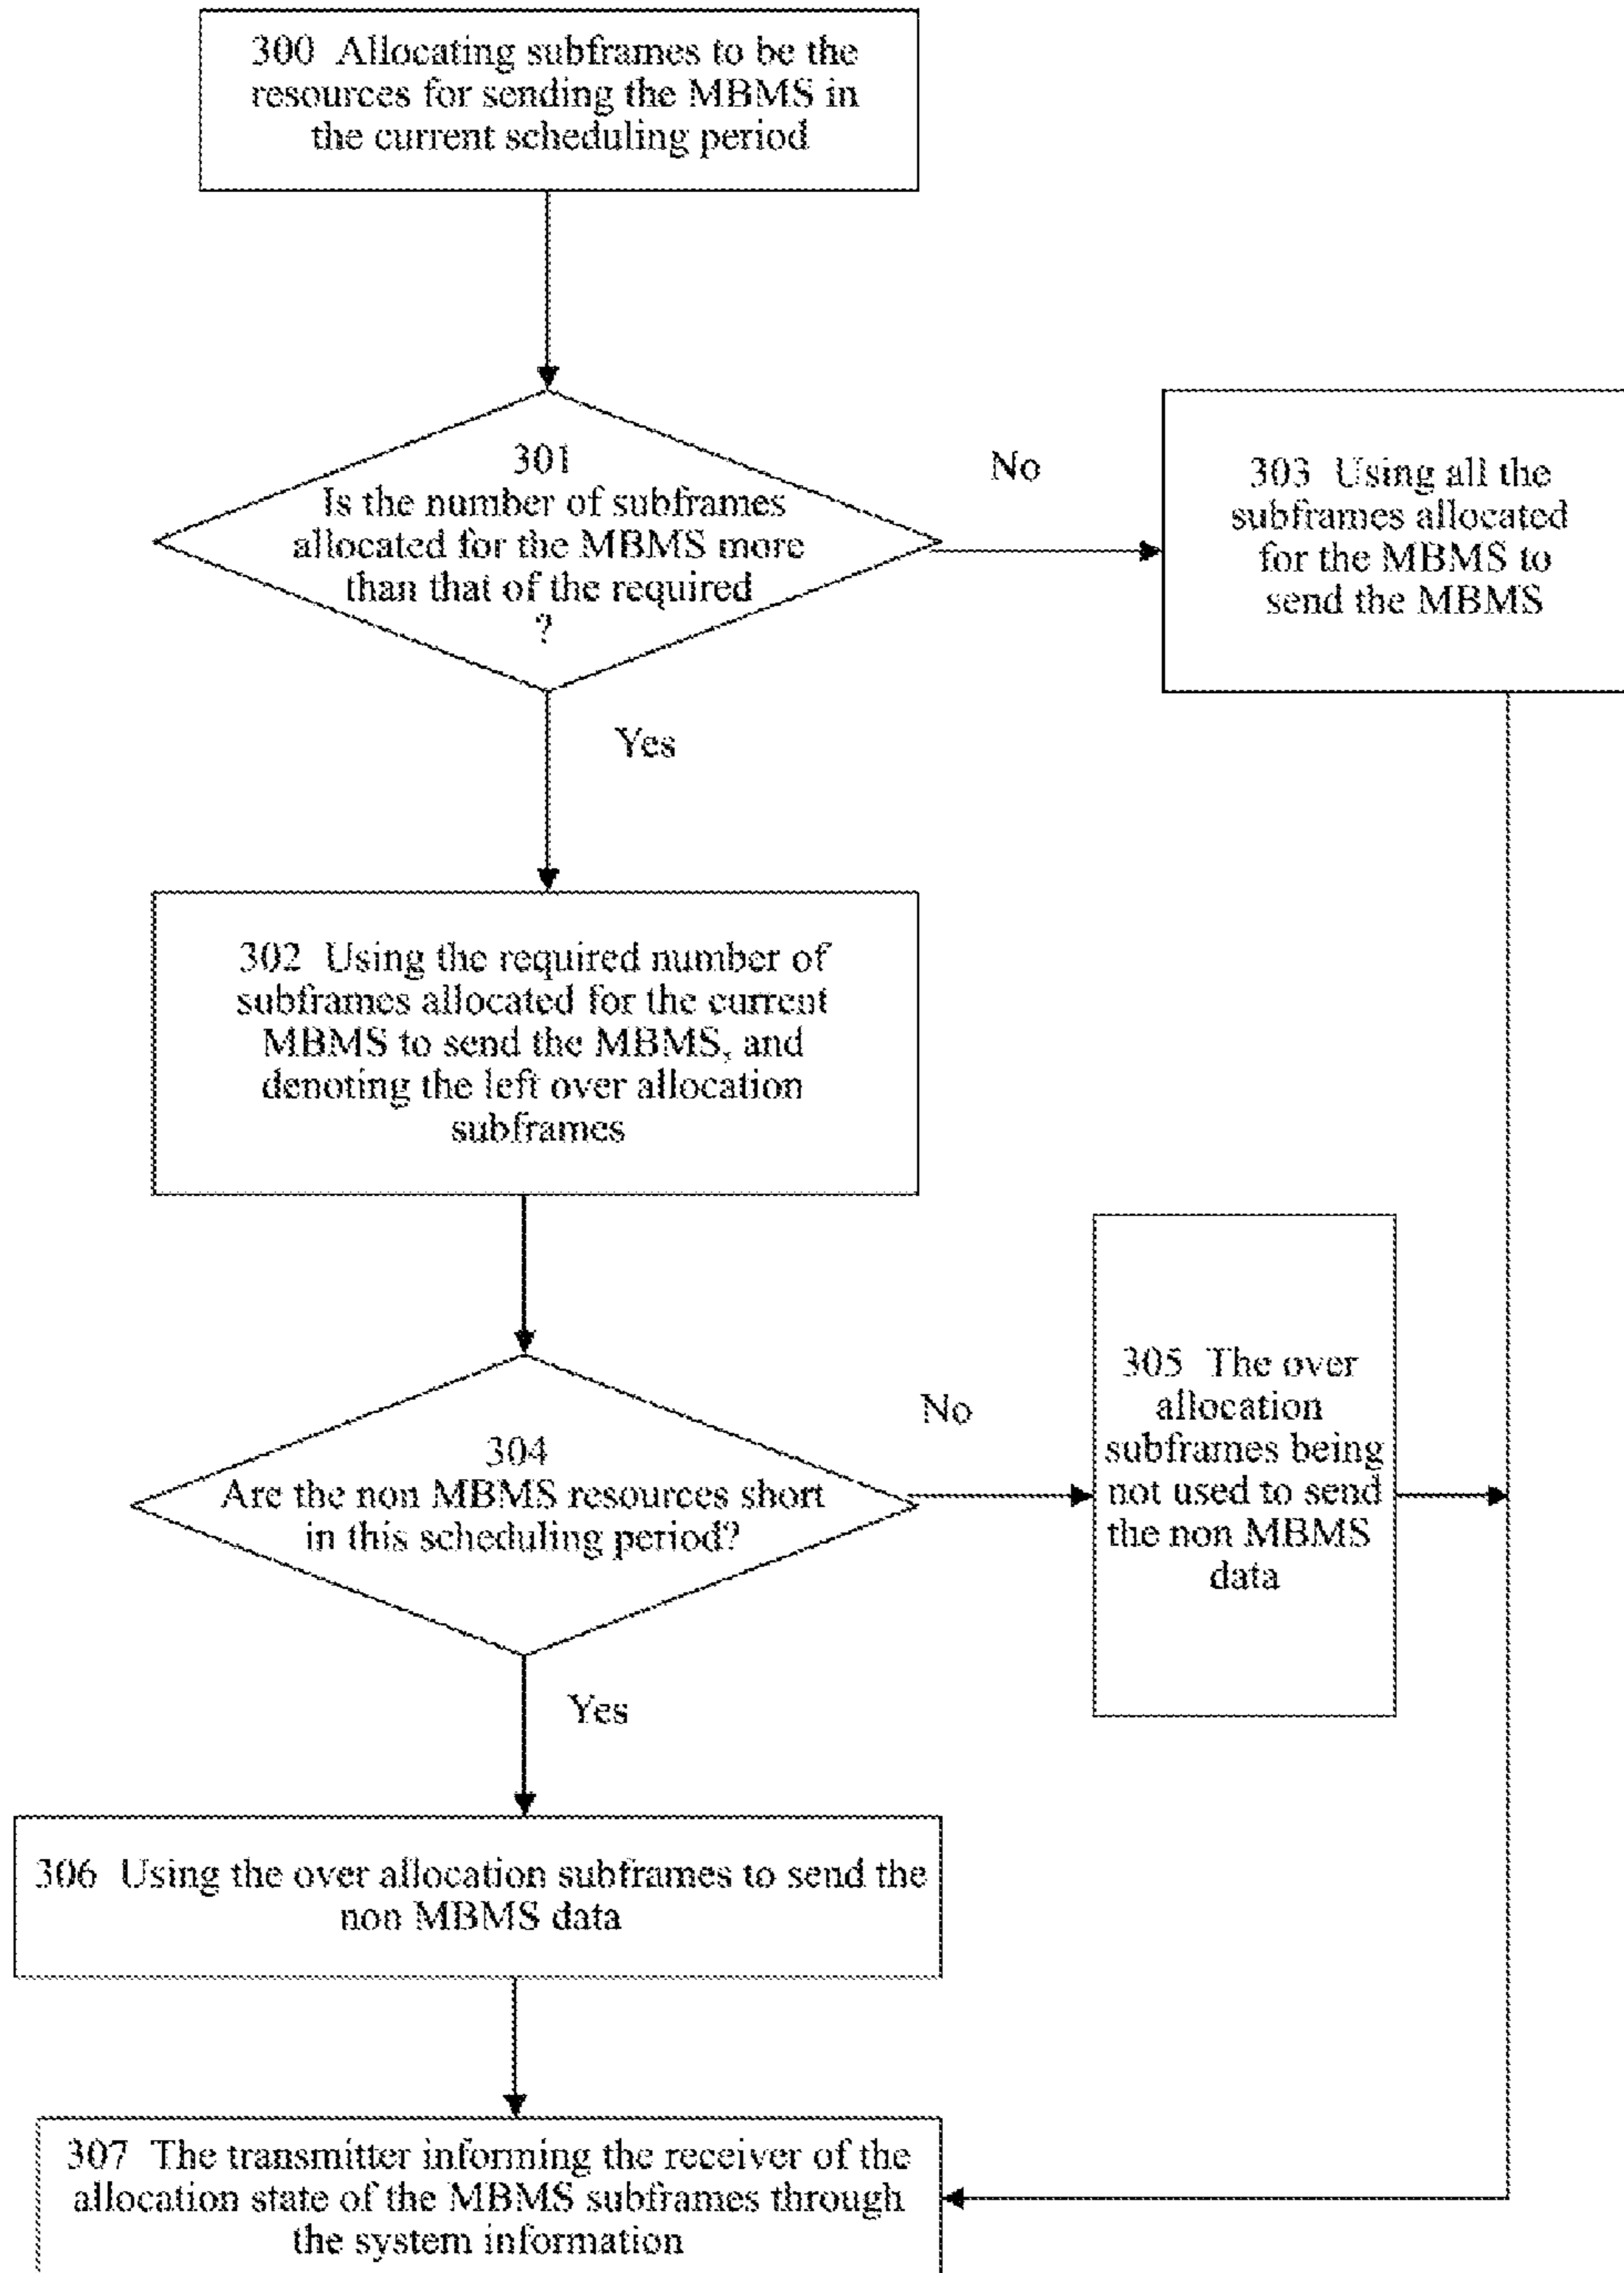 300 Allocating subframes to be the
resources for sending the MBMS in
the current scheduling period
301
Is the number of subframes
allocated for the MBMS more
than that of the required
?
No
303 Using all the
subframes allocated
for the MBMS to
send the MBMS
Yes
302 Using the required number of
subframes allocated for the current
MBMS to send the MBMS, and
denoting the left over allocation
subframes
304
Are the non MBMS resources short
in this scheduling period?
No
305 The over
allocation
subframes being
not used to send
the non MBMS
data
Yes
306 Using the over allocation subframes to send the
non MBMS data
307 The transmitter informing the receiver of the
allocation state of the MBMS subframes through
the system information